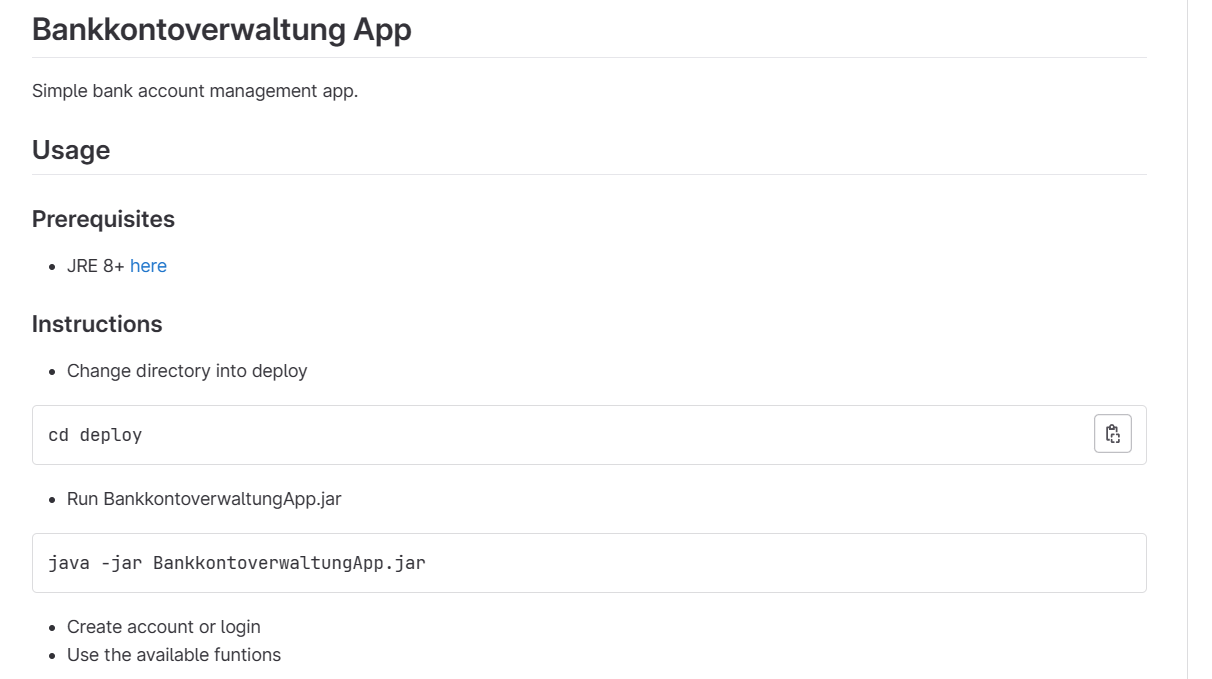 Bankkontoverwaltung App
Simple bank account management app.
Usage
Prerequisites
JRE 8+ here
Instructions
Change directory into deploy
cd deploy
Run BankkontoverwaltungApp.jar
java -jar BankkontoverwaltungApp.jar
Create account or login
Use the available funtions